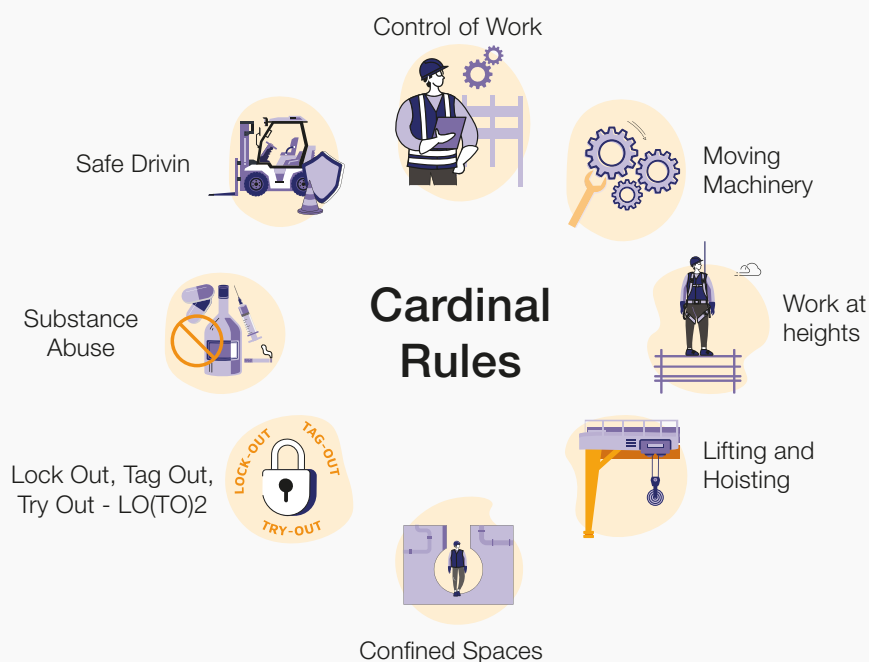 Control of Work
Safe Drivin
Moving
Machinery
Cardinal
Rules
Work at
heights
Substance
Abuse
Lifting and
Hoisting
Lock Out, Tag Out,
Try Out - LO(TO)2
LOCK-OUT
TAG-OUT
TRY-OUT
Confined Spaces